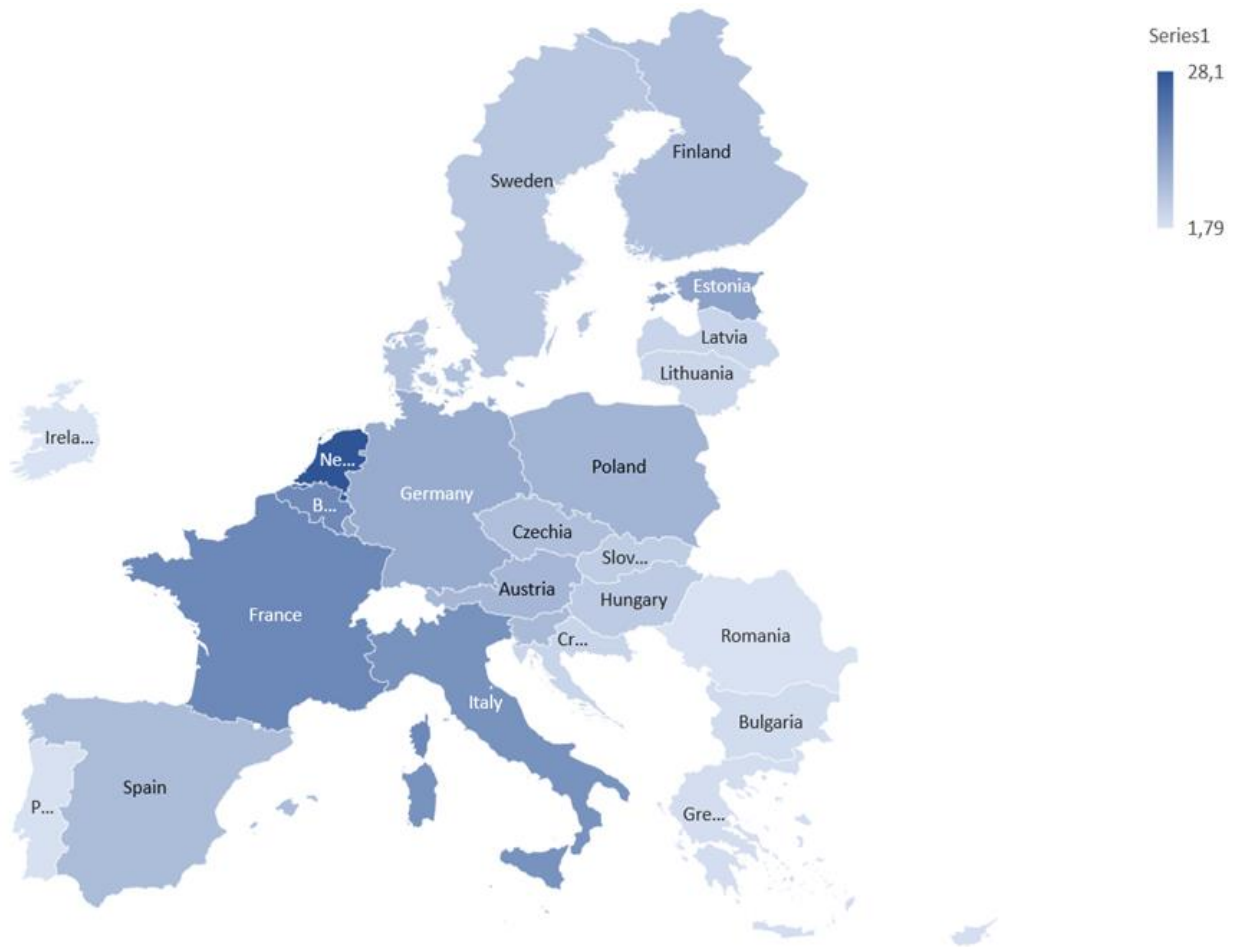 Series1
28,1
1,79
Finland
Sweden
Estonia
Latvia
Lithuania
Irela...
Ne...
Poland
Germany
B...
Czechia
Slov...
Austria
Hungary
France
Romania
Cr...
Italy
Bulgaria
Spain
P...
Gre...